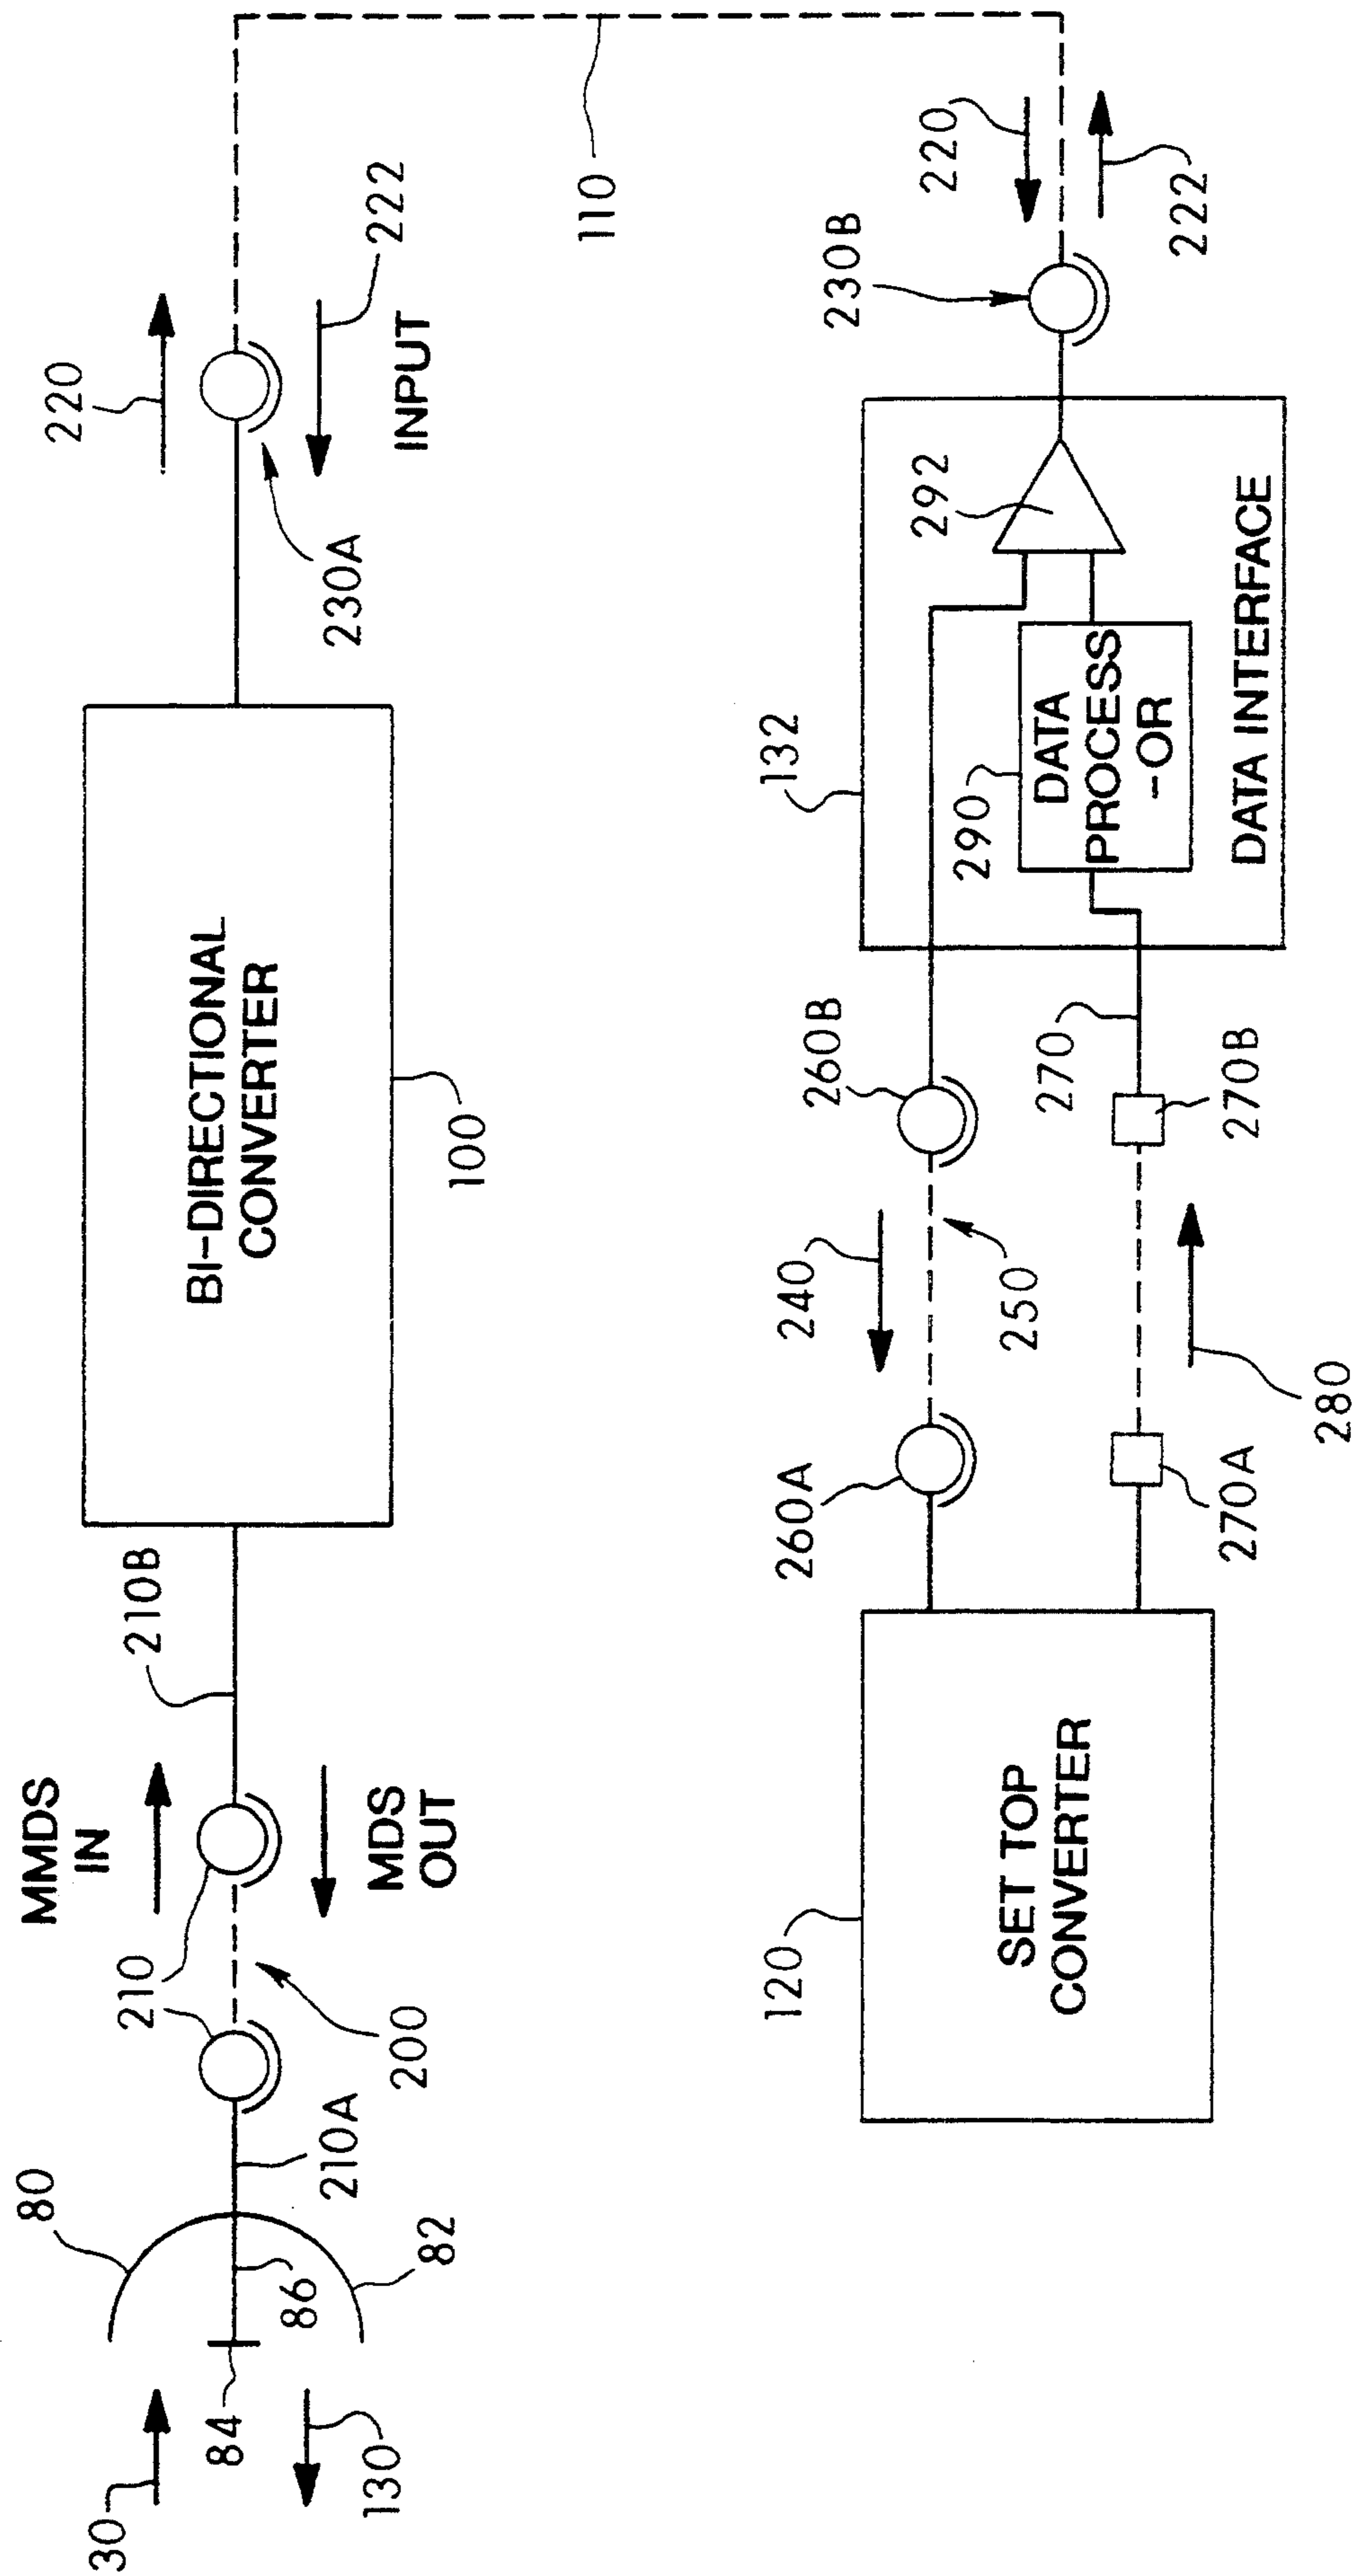 30
130
84
80
82
86
210A
210
200
MMDS
IN
MDS
OUT
210B
BI-DIRECTIONAL
CONVERTER
100
220
230A
222
INPUT
110
120
SET TOP
CONVERTER
260A
240
250
260B
270A
280
270
270B
132
290
DATA
PROCESS
-OR
292
DATA INTERFACE
230B
220
222